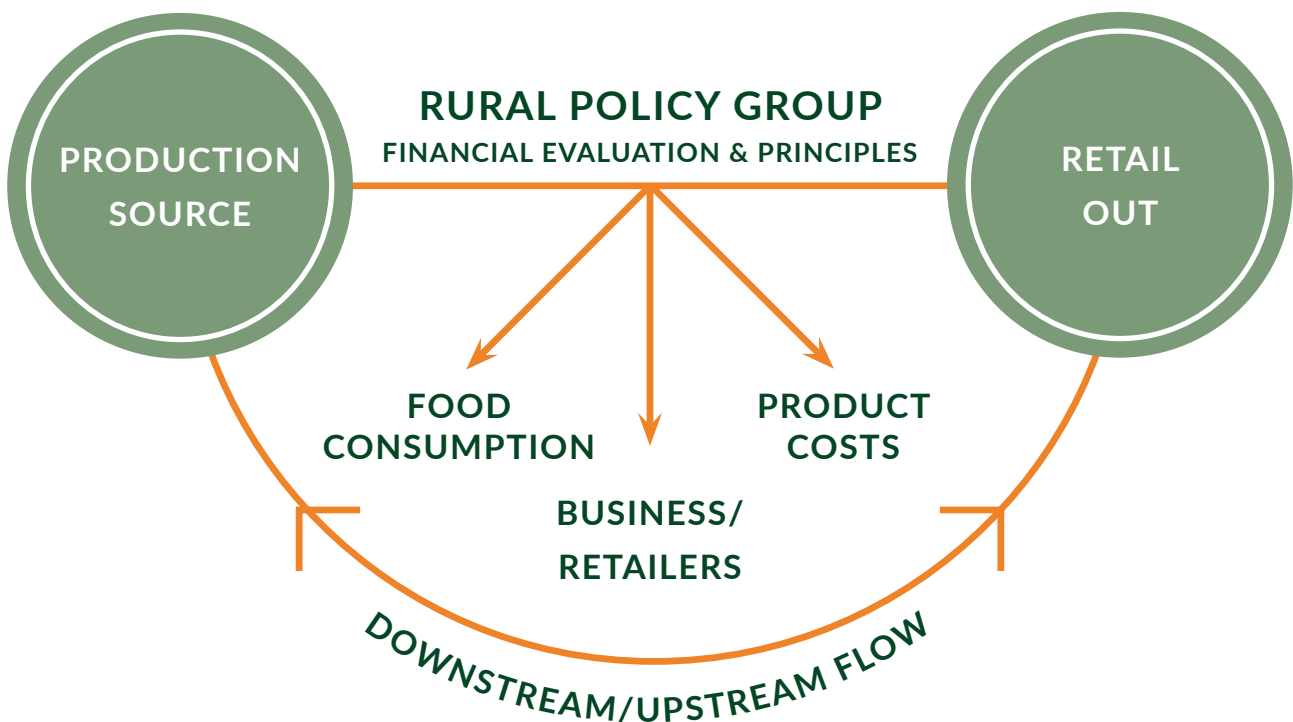 RURAL POLICY GROUP
FINANCIAL EVALUATION & PRINCIPLES
PRODUCTION
SOURCE
RETAIL
OUT
FOOD
CONSUMPTION
PRODUCT
COSTS
BUSINESS/
RETAILERS
DOWNSTREAM/UPSTREAM FLOW